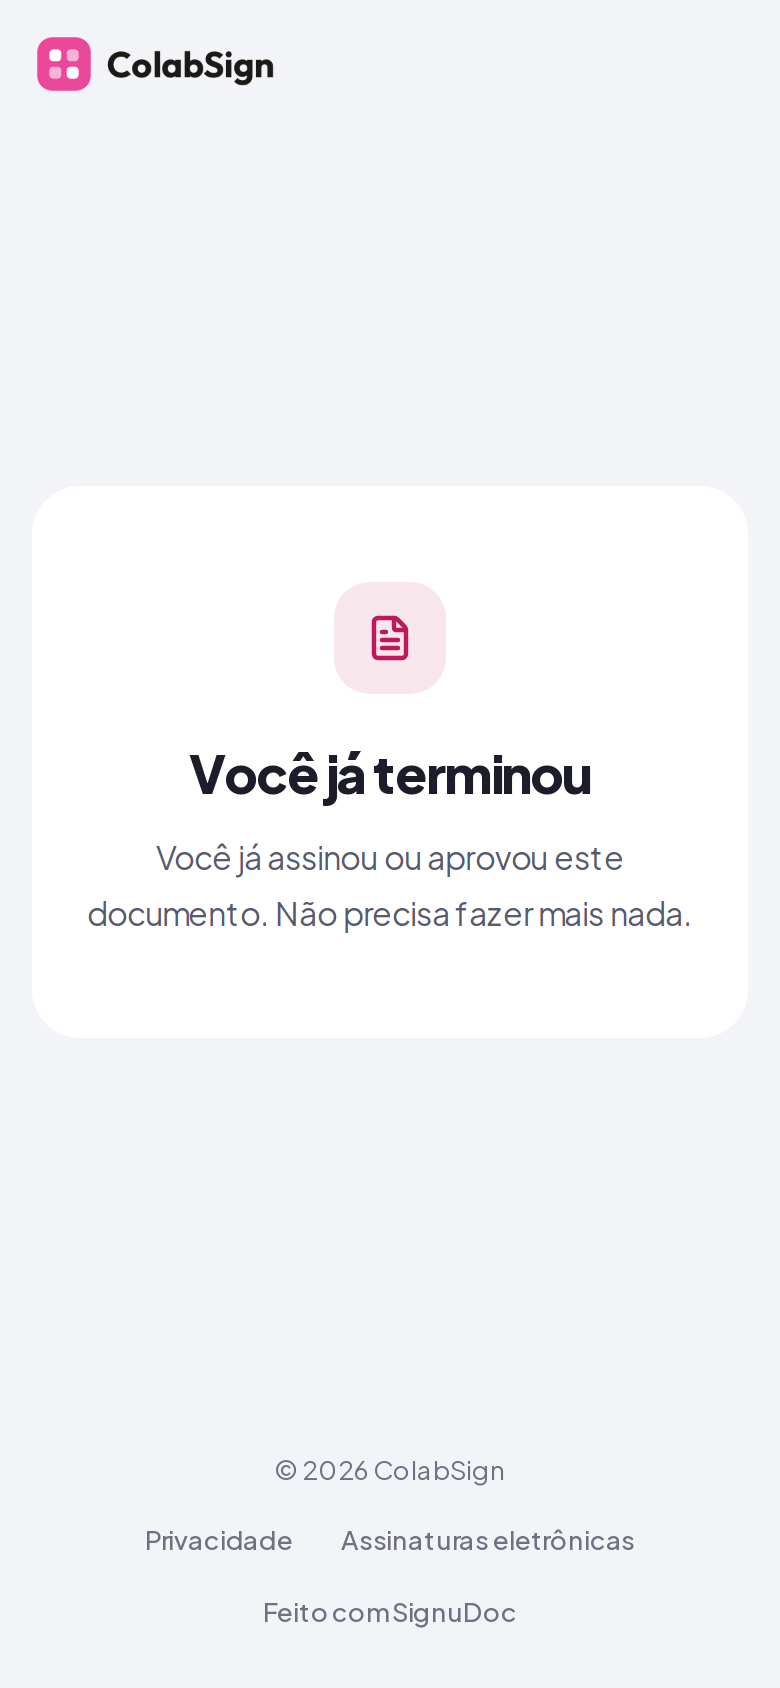 ColabSign
Você já terminou
Você já assinou ou aprovou este
documento. Não precisa fazer mais nada.
© 2026 ColabSign
Privacidade Assinaturas eletrônicas
Feito com SignuDoc